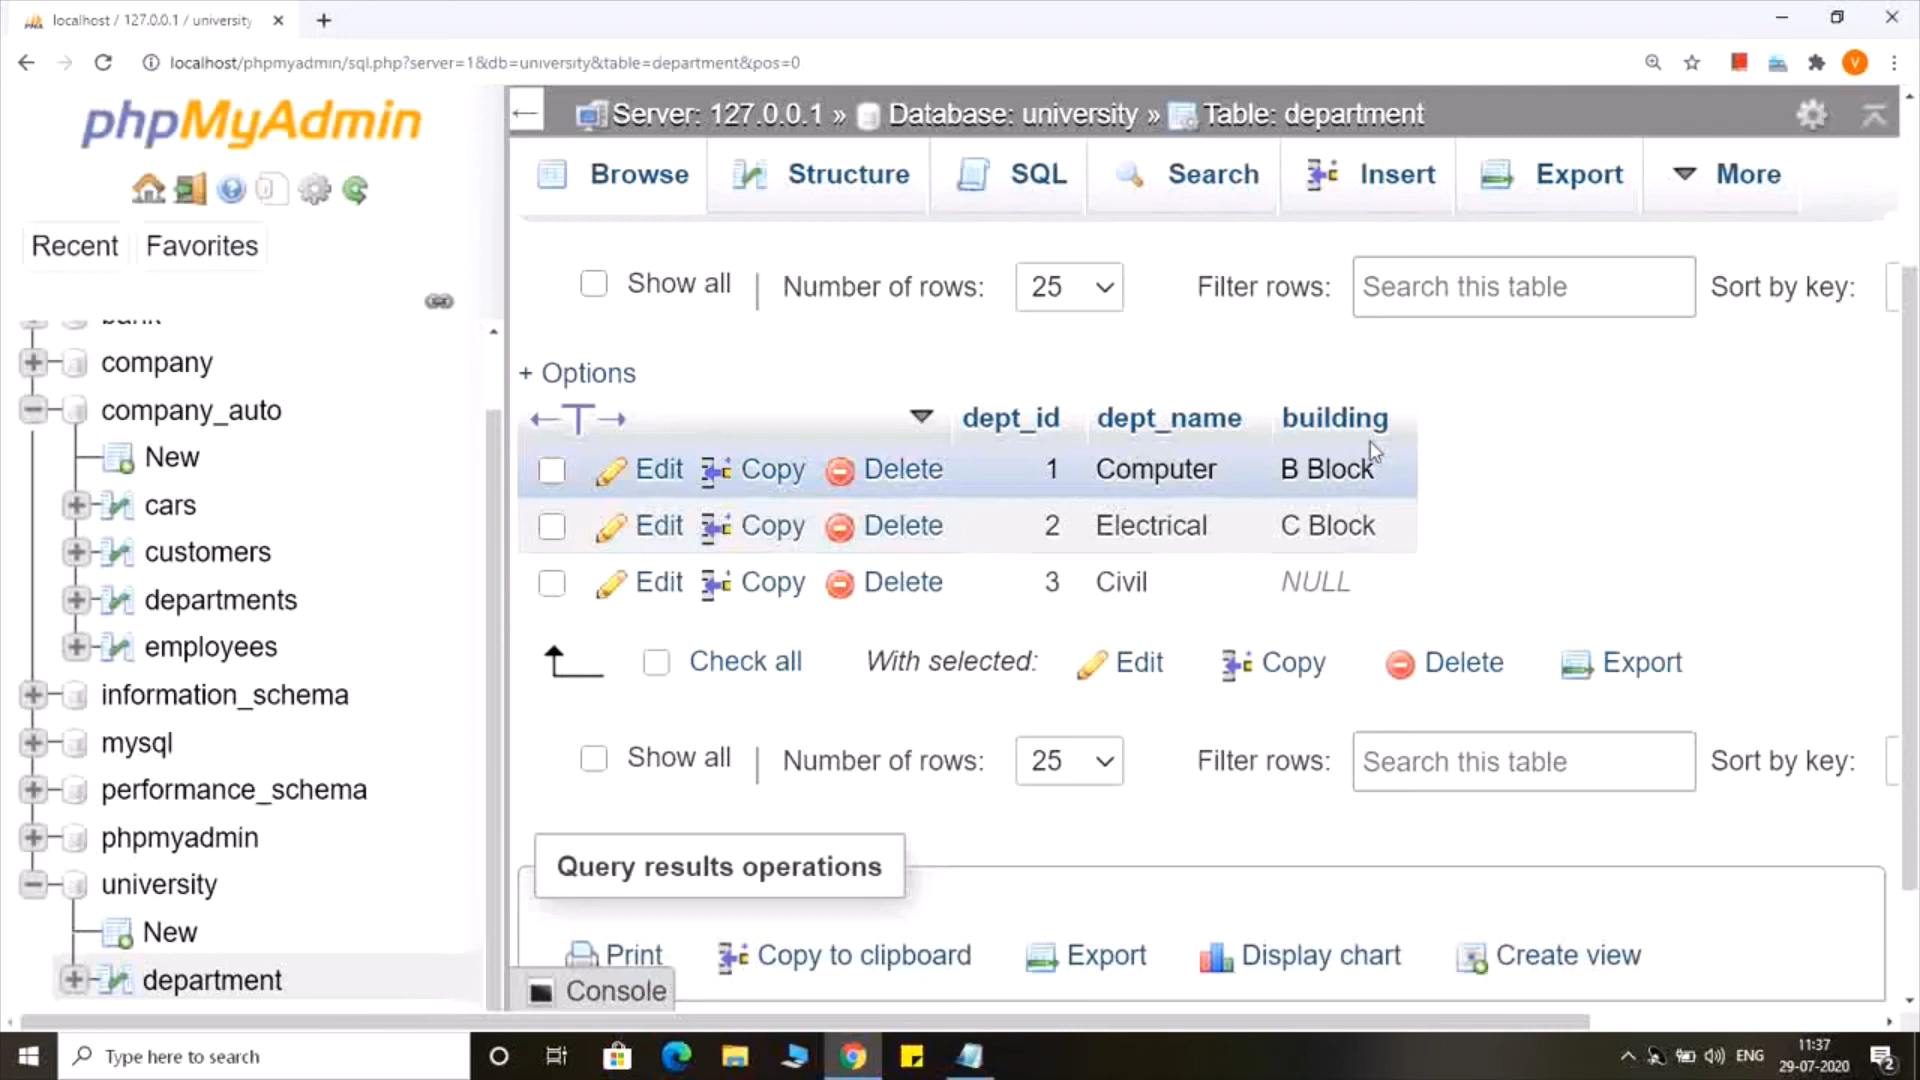 localhost / 127.0.0.1 / university
localhost/phpmyadmin/sql.php?server=1&db=university&table=department&pos=0
V
phpMyAdmin
Recent Favorites
bank
company
company_auto
New
cars
customers
departments
employees
information_schema
mysql
performance_schema
phpmyadmin
university
New
department
Server: 127.0.0.1 » Database: university » Table: department
Browse Structure SQL Search Insert Export More
Show all Number of rows: 25 Filter rows: Search this table Sort by key:
+ Options
dept_id dept_name building
Edit Copy Delete 1 Computer B Block
Edit Copy Delete 2 Electrical C Block
Edit Copy Delete 3 Civil NULL
Check all With selected: Edit Copy Delete Export
Show all Number of rows: 25 Filter rows: Search this table Sort by key:
Query results operations
Print Copy to clipboard Export Display chart Create view
Console
Type here to search
ENG
11:37
29-07-2020
2